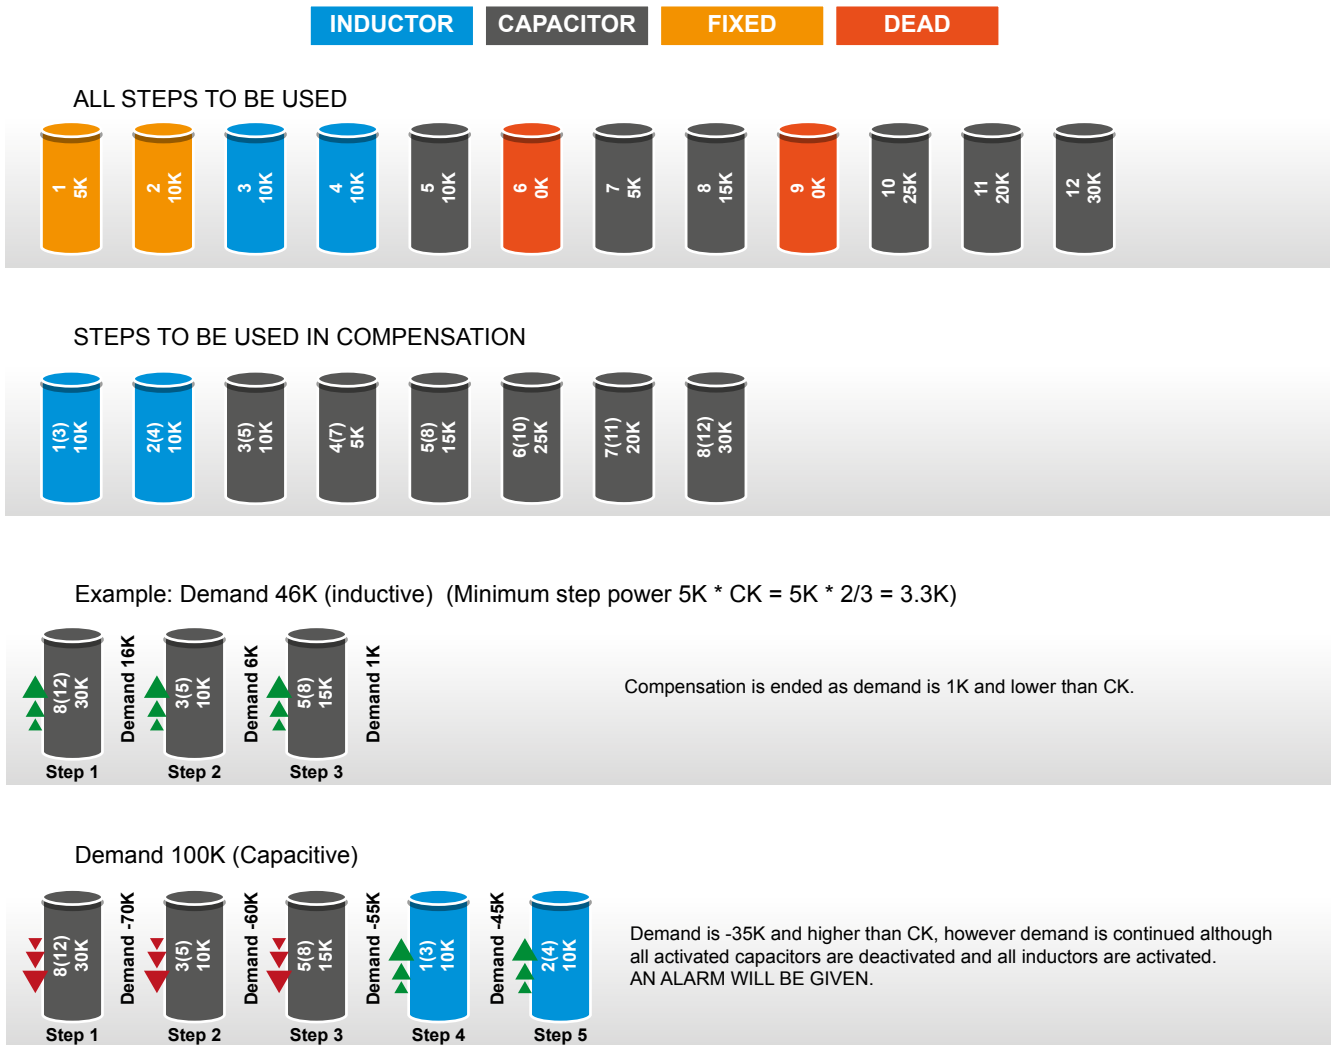 INDUCTOR
CAPACITOR
FIXED
DEAD
ALL STEPS TO BE USED
1
5K
2
10K
3
10K
4
10K
5
10K
6
0K
7
5K
8
15K
9
0K
10
25K
11
20K
12
30K
STEPS TO BE USED IN COMPENSATION
1(3)
10K
2(4)
10K
3(5)
10K
4(7)
5K
5(8)
15K
6(10)
25K
7(11)
20K
8(12)
30K
Example: Demand 46K (inductive)  (Minimum step power 5K * CK = 5K * 2/3 = 3.3K)
8(12)
30K
Demand 16K
3(5)
10K
Demand 6K
5(8)
15K
Demand 1K
Compensation is ended as demand is 1K and lower than CK.
Step 1
Step 2
Step 3
Demand 100K (Capacitive)
8(12)
30K
Demand -70K
3(5)
10K
Demand -60K
5(8)
15K
Demand -55K
1(3)
10K
Demand -45K
2(4)
10K
Demand is -35K and higher than CK, however demand is continued although
all activated capacitors are deactivated and all inductors are activated.
AN ALARM WILL BE GIVEN.
Step 1
Step 2
Step 3
Step 4
Step 5